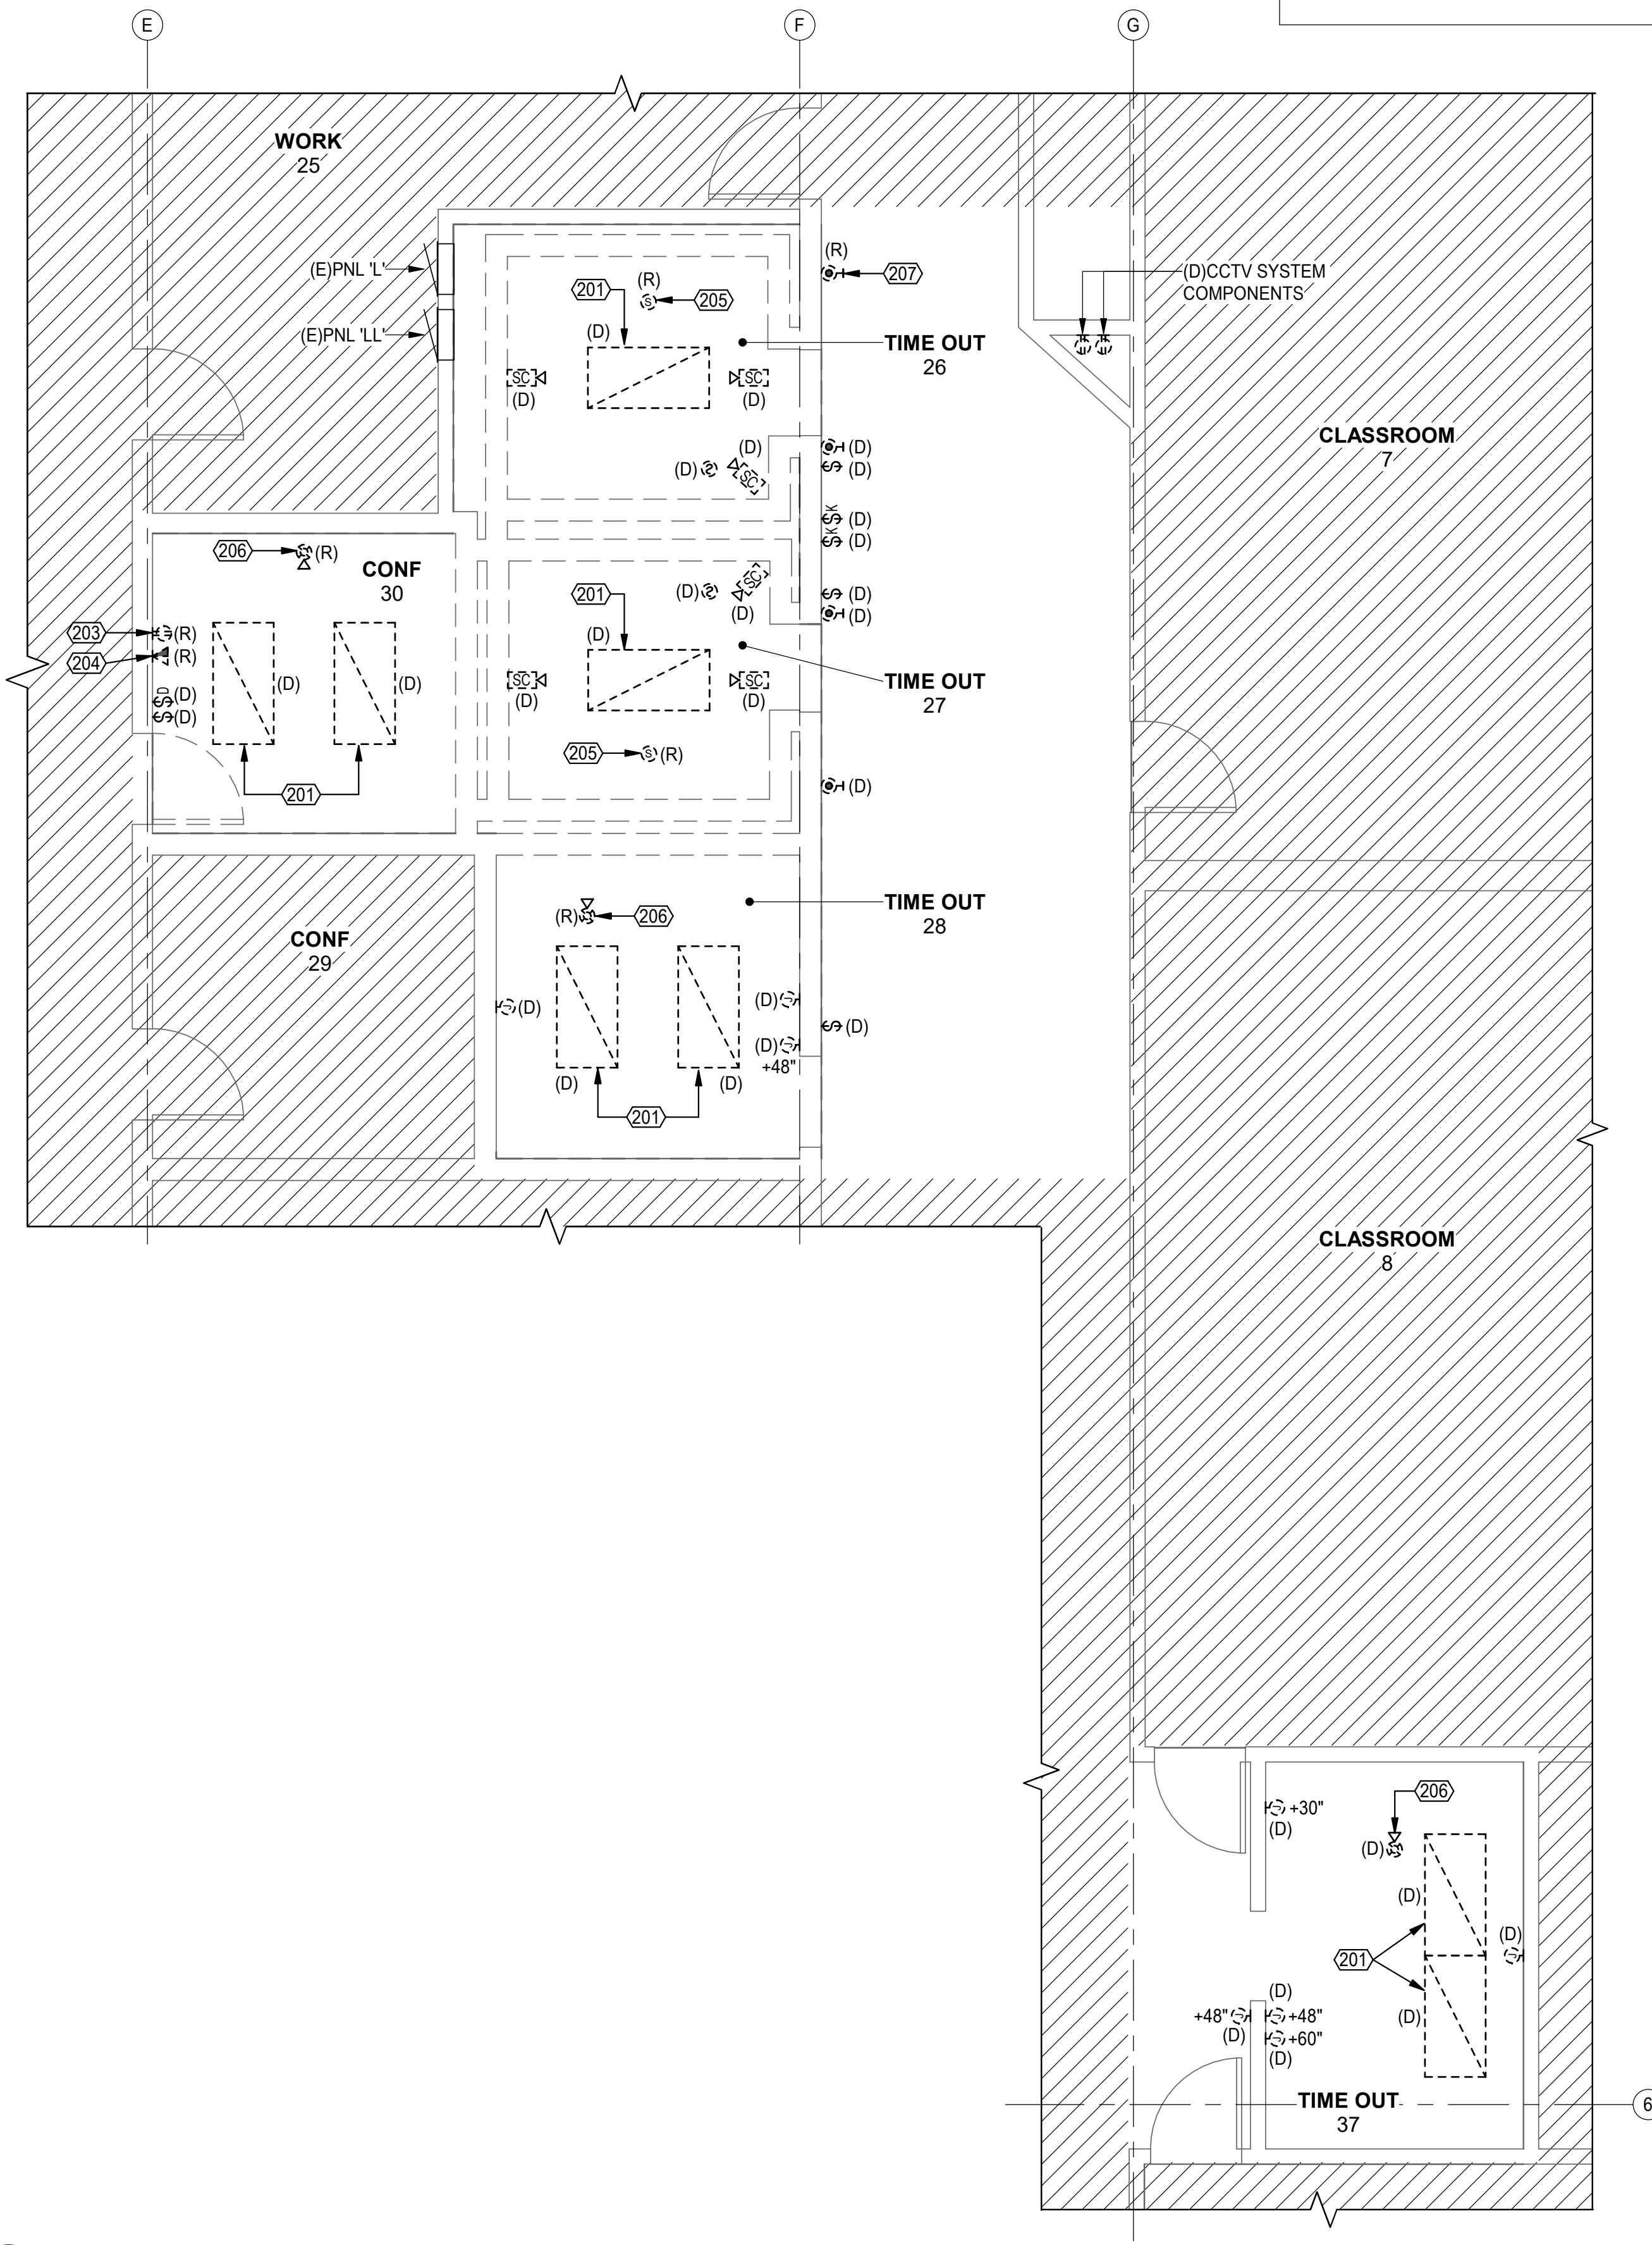 E
F
G
WORK
25
(E)PNL 'L'
(E)PNL 'LL'
201
(R)
S
205
(D)
(R)
207
(D)CCTV SYSTEM
COMPONENTS
TIME OUT
26
SC
(D)
SC
(D)
CLASSROOM
7
(D)
(D)
S
SC
(D)
S (D)
K
S (D)
K
S (D)
206
(R)
CONF
30
201
(D)
(D)
S
SC
(D)
S (D)
(D)
203
(R)
204
(R)
D
S (D)
S (D)
(D)
(D)
201
SC
(D)
SC
(D)
TIME OUT
27
205
S
(R)
(D)
CONF
29
(R)
206
TIME OUT
28
J (D)
(D) J
S (D)
(D) J
+48"
(D)
(D)
201
CLASSROOM
8
206
J +30"
(D)
(D)
(D)
(D)
J
201
(D)
(D)
+48" J
(D)
J +48"
J +60"
(D)
TIME OUT
37
6